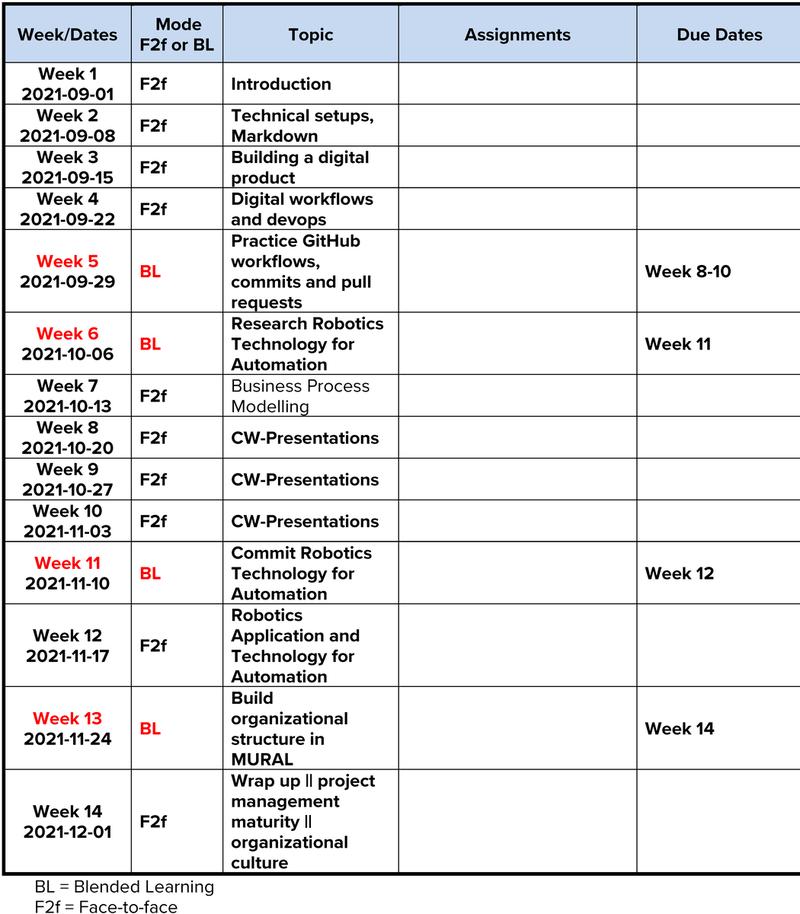 Week/Dates
Mode
F2f or BL
Topic
Assignments
Due Dates
Week 1
2021-09-01
F2f
Introduction
Week 2
2021-09-08
F2f
Technical setups,
Markdown
Week 3
2021-09-15
F2f
Building a digital
product
Week 4
2021-09-22
F2f
Digital workflows
and devops
Week 5
2021-09-29
BL
Practice GitHub
workflows,
commits and pull
requests
Week 8-10
Week 6
2021-10-06
BL
Research Robotics
Technology for
Automation
Week 11
Week 7
2021-10-13
F2f
Business Process
Modelling
Week 8
2021-10-20
F2f
CW-Presentations
Week 9
2021-10-27
F2f
CW-Presentations
Week 10
2021-11-03
F2f
CW-Presentations
Week 11
2021-11-10
BL
Commit Robotics
Technology for
Automation
Week 12
Week 12
2021-11-17
F2f
Robotics
Application and
Technology for
Automation
Week 13
2021-11-24
BL
Build
organizational
structure in
MURAL
Week 14
Week 14
2021-12-01
F2f
Wrap up || project
management
maturity ||
organizational
culture
BL = Blended Learning
F2f = Face-to-face